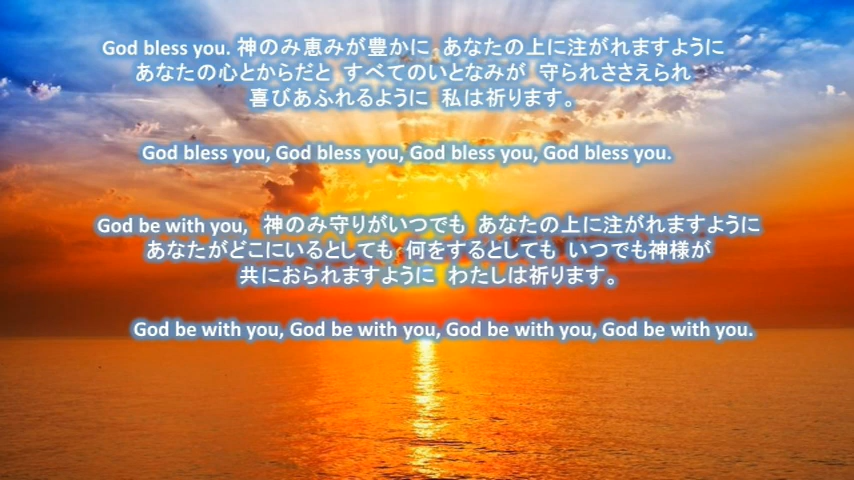 God bless you. 神のみ恵みが豊かに　あなたの上に注がれますように
あなたの心とからだと　すべてのいとなみが　守られささえられ
喜びあふれるように　私は祈ります。
God bless you, God bless you, God bless you, God bless you.
God be with you,　神のみ守りがいつでも　あなたの上に注がれますように
あなたがどこにいるとしても　何をするとしても　いつでも神様が
共におられますように　わたしは祈ります。
God be with you, God be with you, God be with you, God be with you.